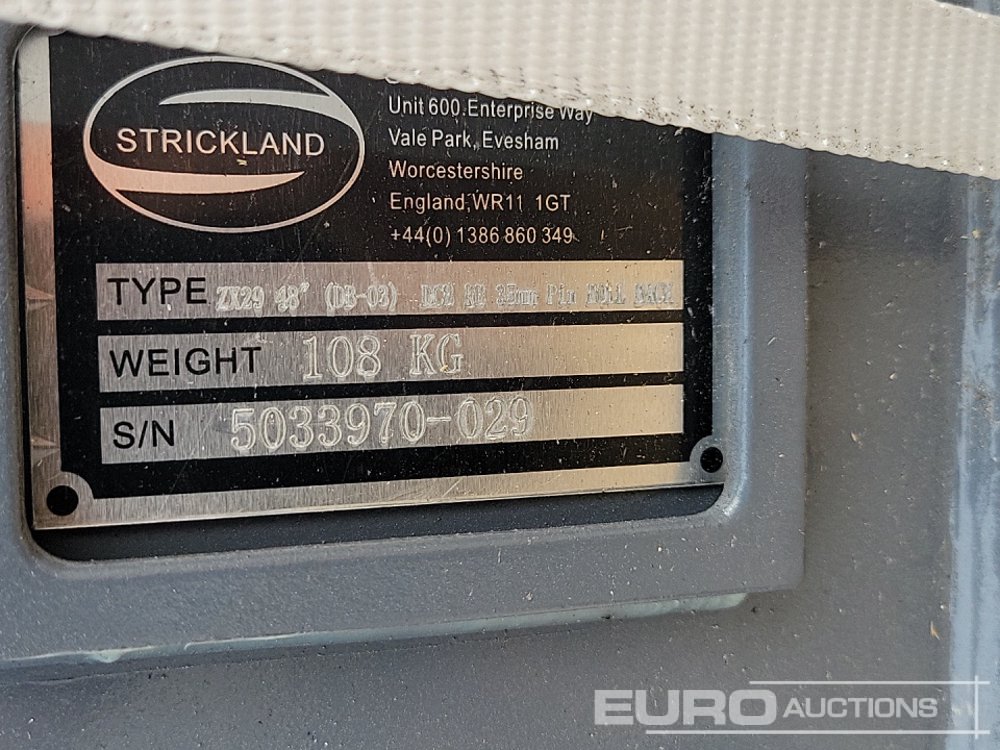 STRICKLAND
Unit 600.Enterprise Way
Vale Park, Evesham
Worcestershire
England,WR11 1GT
+44(0) 1386 860 349
TYPE ZX29 48" (DB-03) 35mm Pin
WEIGHT 108 KG
S/N 5033970-029
EURO AUCTIONS